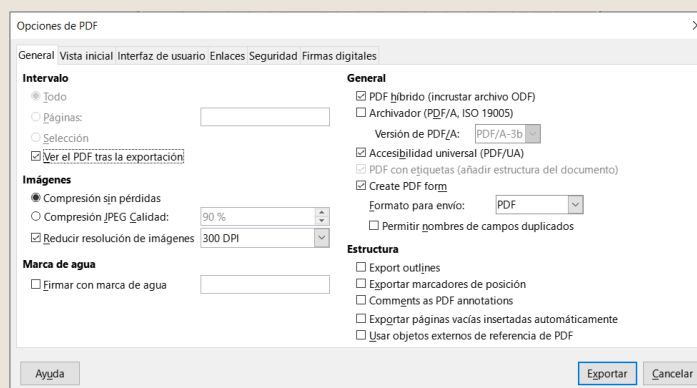 Opciones de PDF
General Vista inicial Interfaz de usuario Enlaces Seguridad Firmas digitales
Intervalo
Todo
Páginas:
Selección
Ver el PDF tras la exportación
Imágenes
Compresión sin pérdidas
Compresión JPEG Calidad: 90 %
Reducir resolución de imágenes 300 DPI
Marca de agua
Firmar con marca de agua
General
PDF híbrido (incrustar archivo ODF)
Archivador (PDF/A, ISO 19005)
Versión de PDF/A: PDF/A-3b
Accesibilidad universal (PDF/UA)
PDF con etiquetas (añadir estructura del documento)
Create PDF form
Formato para envío: PDF
Permitir nombres de campos duplicados
Estructura
Export outlines
Exportar marcadores de posición
Comments as PDF annotations
Exportar páginas vacías insertadas automáticamente
Usar objetos externos de referencia de PDF
Ayuda Exportar Cancelar